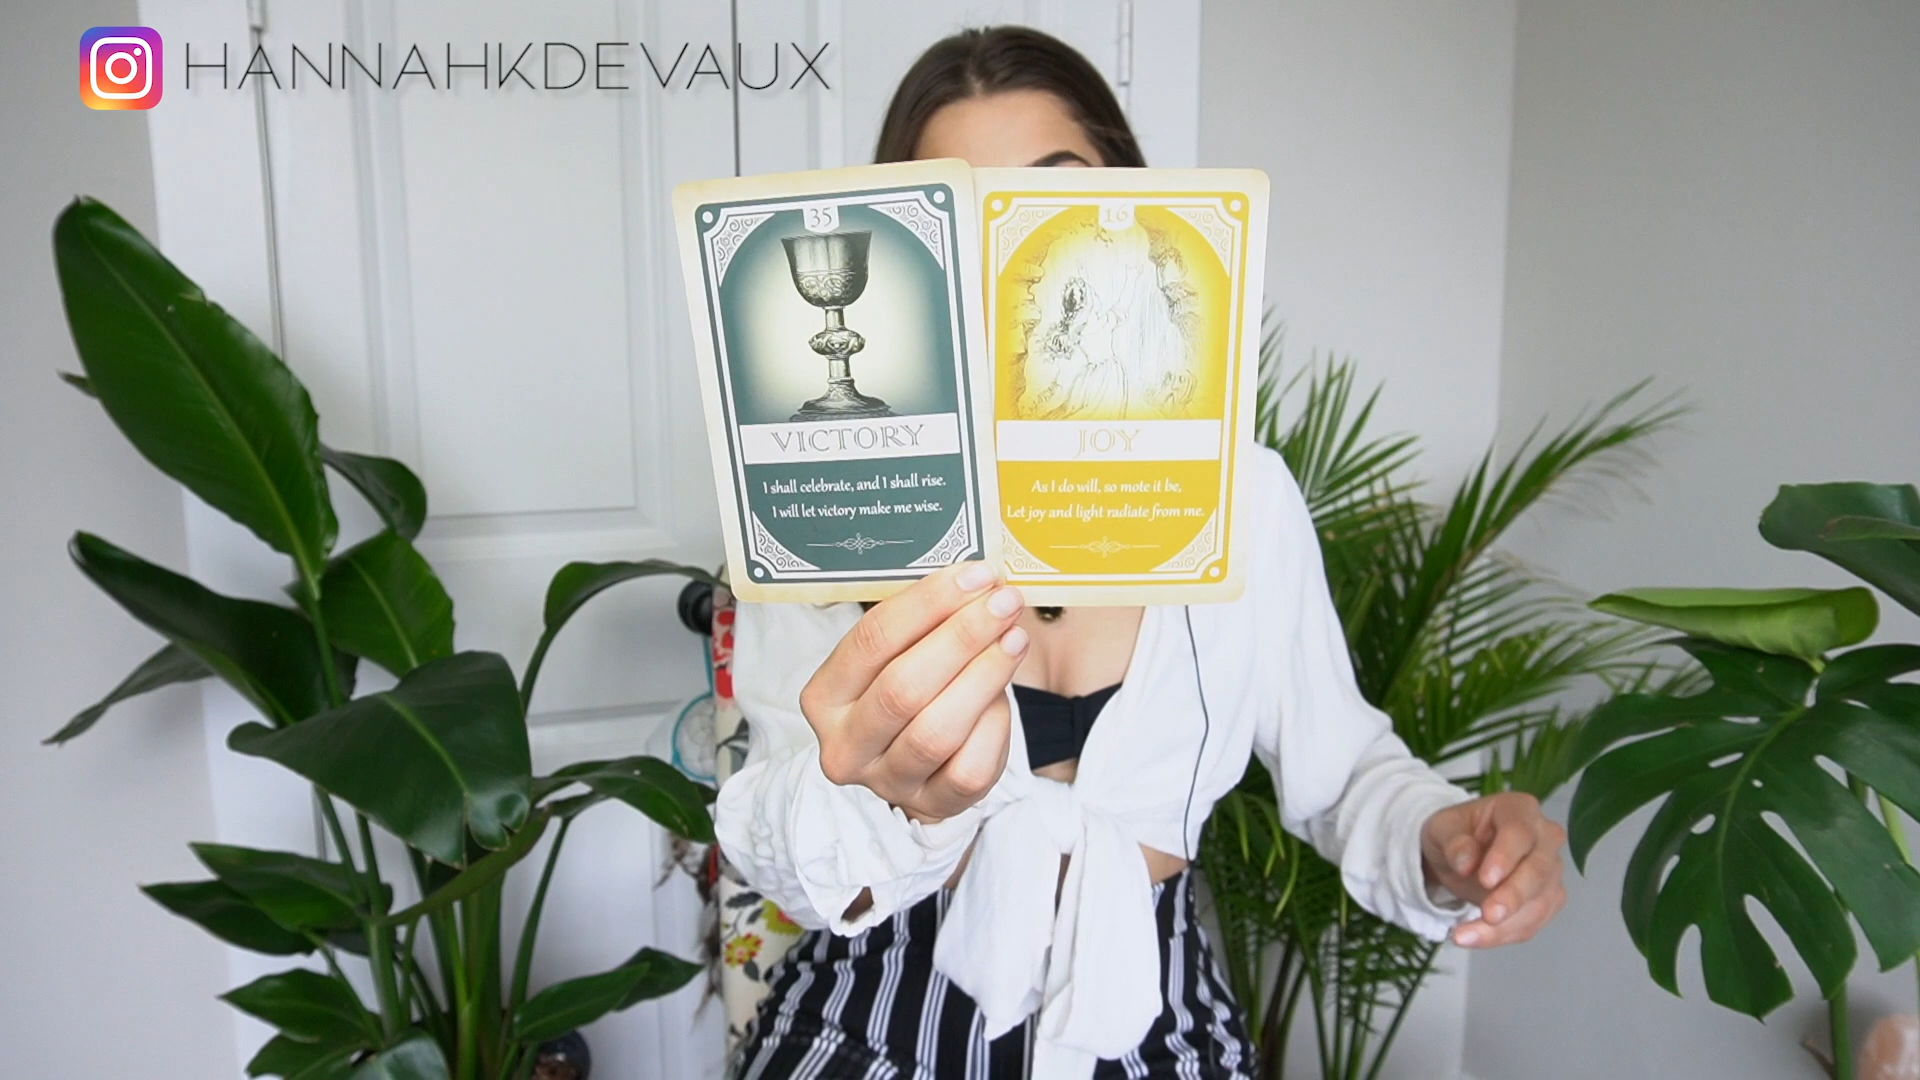 HANNAHKDEVAUX
35
VICTORY
I shall celebrate, and I shall rise.
I will let victory make me wise.
16
JOY
As I do will, so mote it be,
Let joy and light radiate from me.